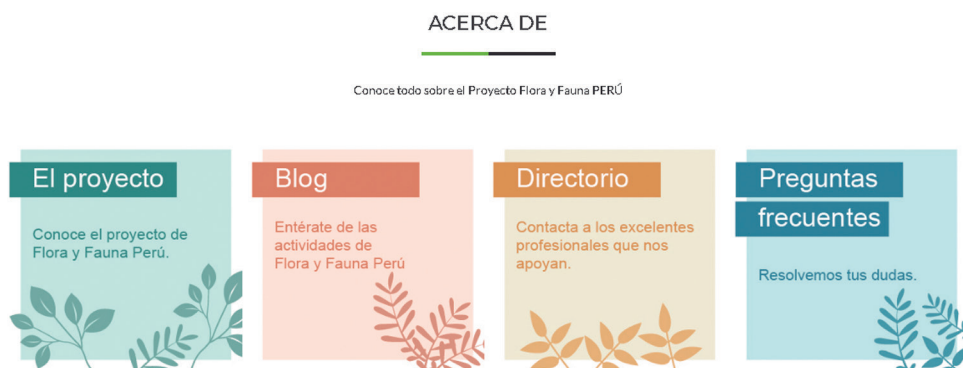 ACERCA DE
Conoce todo sobre el Proyecto Flora y Fauna PERÚ
El proyecto
Conoce el proyecto de
Flora y Fauna Perú.
Blog
Entérate de las
actividades de
Flora y Fauna Perú
Directorio
Contacta a los excelentes
profesionales que nos
apoyan.
Preguntas
frecuentes
Resolvemos tus dudas.